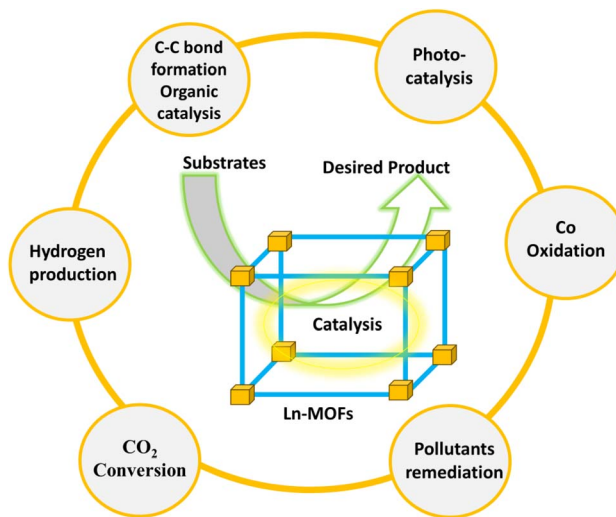 C-C bond
formation
Organic
catalysis
Photo-
catalysis
Substrates
Desired Product
Hydrogen
production
Co
Oxidation
Catalysis
Ln-MOFs
CO₂
Conversion
Pollutants
remediation